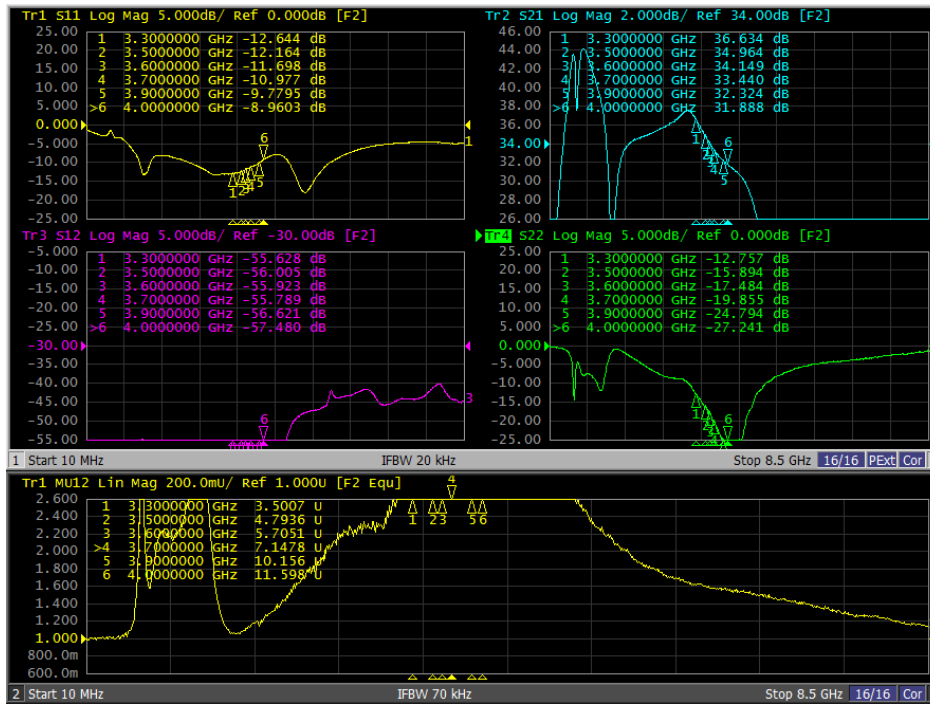 Tr1 S11 Log Mag 5.000dB/ Ref 0.000dB [F2]
25.00
20.00
15.00
10.00
5.000
0.000
-5.000
-10.00
-15.00
-20.00
-25.00
1 3.3000000 GHz -12.644 dB
2 3.5000000 GHz -12.164 dB
3 3.6000000 GHz -11.698 dB
4 3.7000000 GHz -10.977 dB
5 3.9000000 GHz -9.7795 dB
>6 4.0000000 GHz -8.9603 dB
6
1
1 2 4 5
Tr2 S21 Log Mag 2.000dB/ Ref 34.00dB [F2]
46.00
44.00
42.00
40.00
38.00
36.00
34.00
32.00
30.00
28.00
26.00
1 3.3000000 GHz 36.634 dB
2 3.5000000 GHz 34.964 dB
3 3.6000000 GHz 34.149 dB
4 3.7000000 GHz 33.440 dB
5 3.9000000 GHz 32.324 dB
>6 4.0000000 GHz 31.888 dB
1
6
4
5
Tr3 S12 Log Mag 5.000dB/ Ref -30.00dB [F2]
-5.000
-10.00
-15.00
-20.00
-25.00
-30.00
-35.00
-40.00
-45.00
-50.00
-55.00
1 3.3000000 GHz -55.628 dB
2 3.5000000 GHz -56.005 dB
3 3.6000000 GHz -55.923 dB
4 3.7000000 GHz -55.789 dB
5 3.9000000 GHz -56.621 dB
>6 4.0000000 GHz -57.480 dB
3
6
Tr4 S22 Log Mag 5.000dB/ Ref 0.000dB [F2]
25.00
20.00
15.00
10.00
5.000
0.000
-5.000
-10.00
-15.00
-20.00
-25.00
1 3.3000000 GHz -12.757 dB
2 3.5000000 GHz -15.894 dB
3 3.6000000 GHz -17.484 dB
4 3.7000000 GHz -19.855 dB
5 3.9000000 GHz -24.794 dB
>6 4.0000000 GHz -27.241 dB
1
6
1 Start 10 MHz IFBW 20 kHz Stop 8.5 GHz 16/16 PExt Cor
Tr1 MU12 Lin Mag 200.0mU/ Ref 1.000U [F2 Equ]
2.600
2.400
2.200
2.000
1.800
1.600
1.400
1.200
1.000
800.0m
600.0m
1 3.3000000 GHz 3.5007 U
2 3.5000000 GHz 4.7936 U
3 3.6000000 GHz 5.7051 U
>4 3.7000000 GHz 7.1478 U
5 3.9000000 GHz 10.156 U
6 4.0000000 GHz 11.598 U
4
1 23 56
2 Start 10 MHz IFBW 70 kHz Stop 8.5 GHz 16/16 Cor